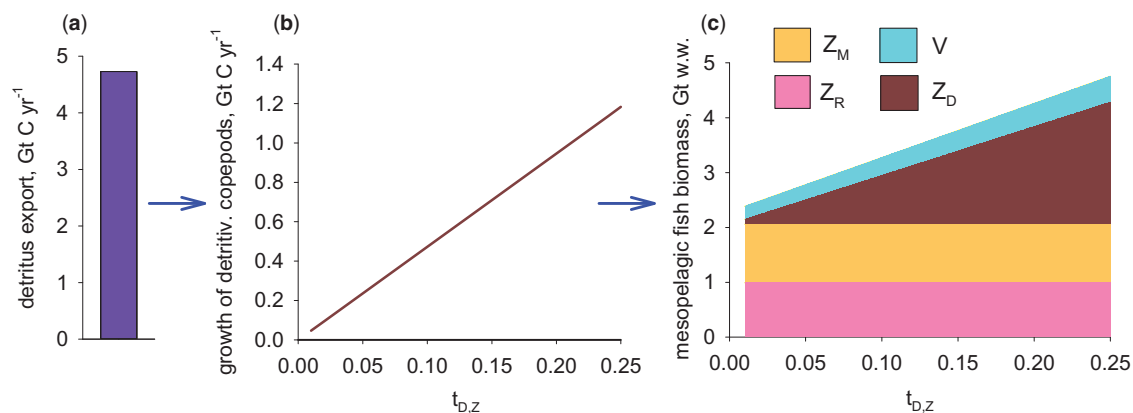 (a)
detritus export, Gt C yr-1
5
4
3
2
1
0
(b)
growth of detritiv. copepods, Gt C yr-1
1.4
1.2
1.0
0.8
0.6
0.4
0.2
0.0
0.00 0.05 0.10 0.15 0.20 0.25
tD,Z
(c)
mesopelagic fish biomass, Gt w.w.
ZM V
ZR ZD
5
4
3
2
1
0
0.00 0.05 0.10 0.15 0.20 0.25
tD,Z